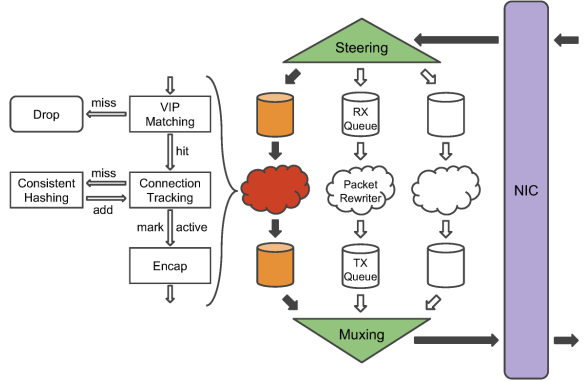 Steering
VIP
Matching
miss
Drop
RX
Queue
hit
Consistent
Hashing
miss
add
Connection
Tracking
Packet
Rewriter
NIC
mark
active
Encap
TX
Queue
Muxing